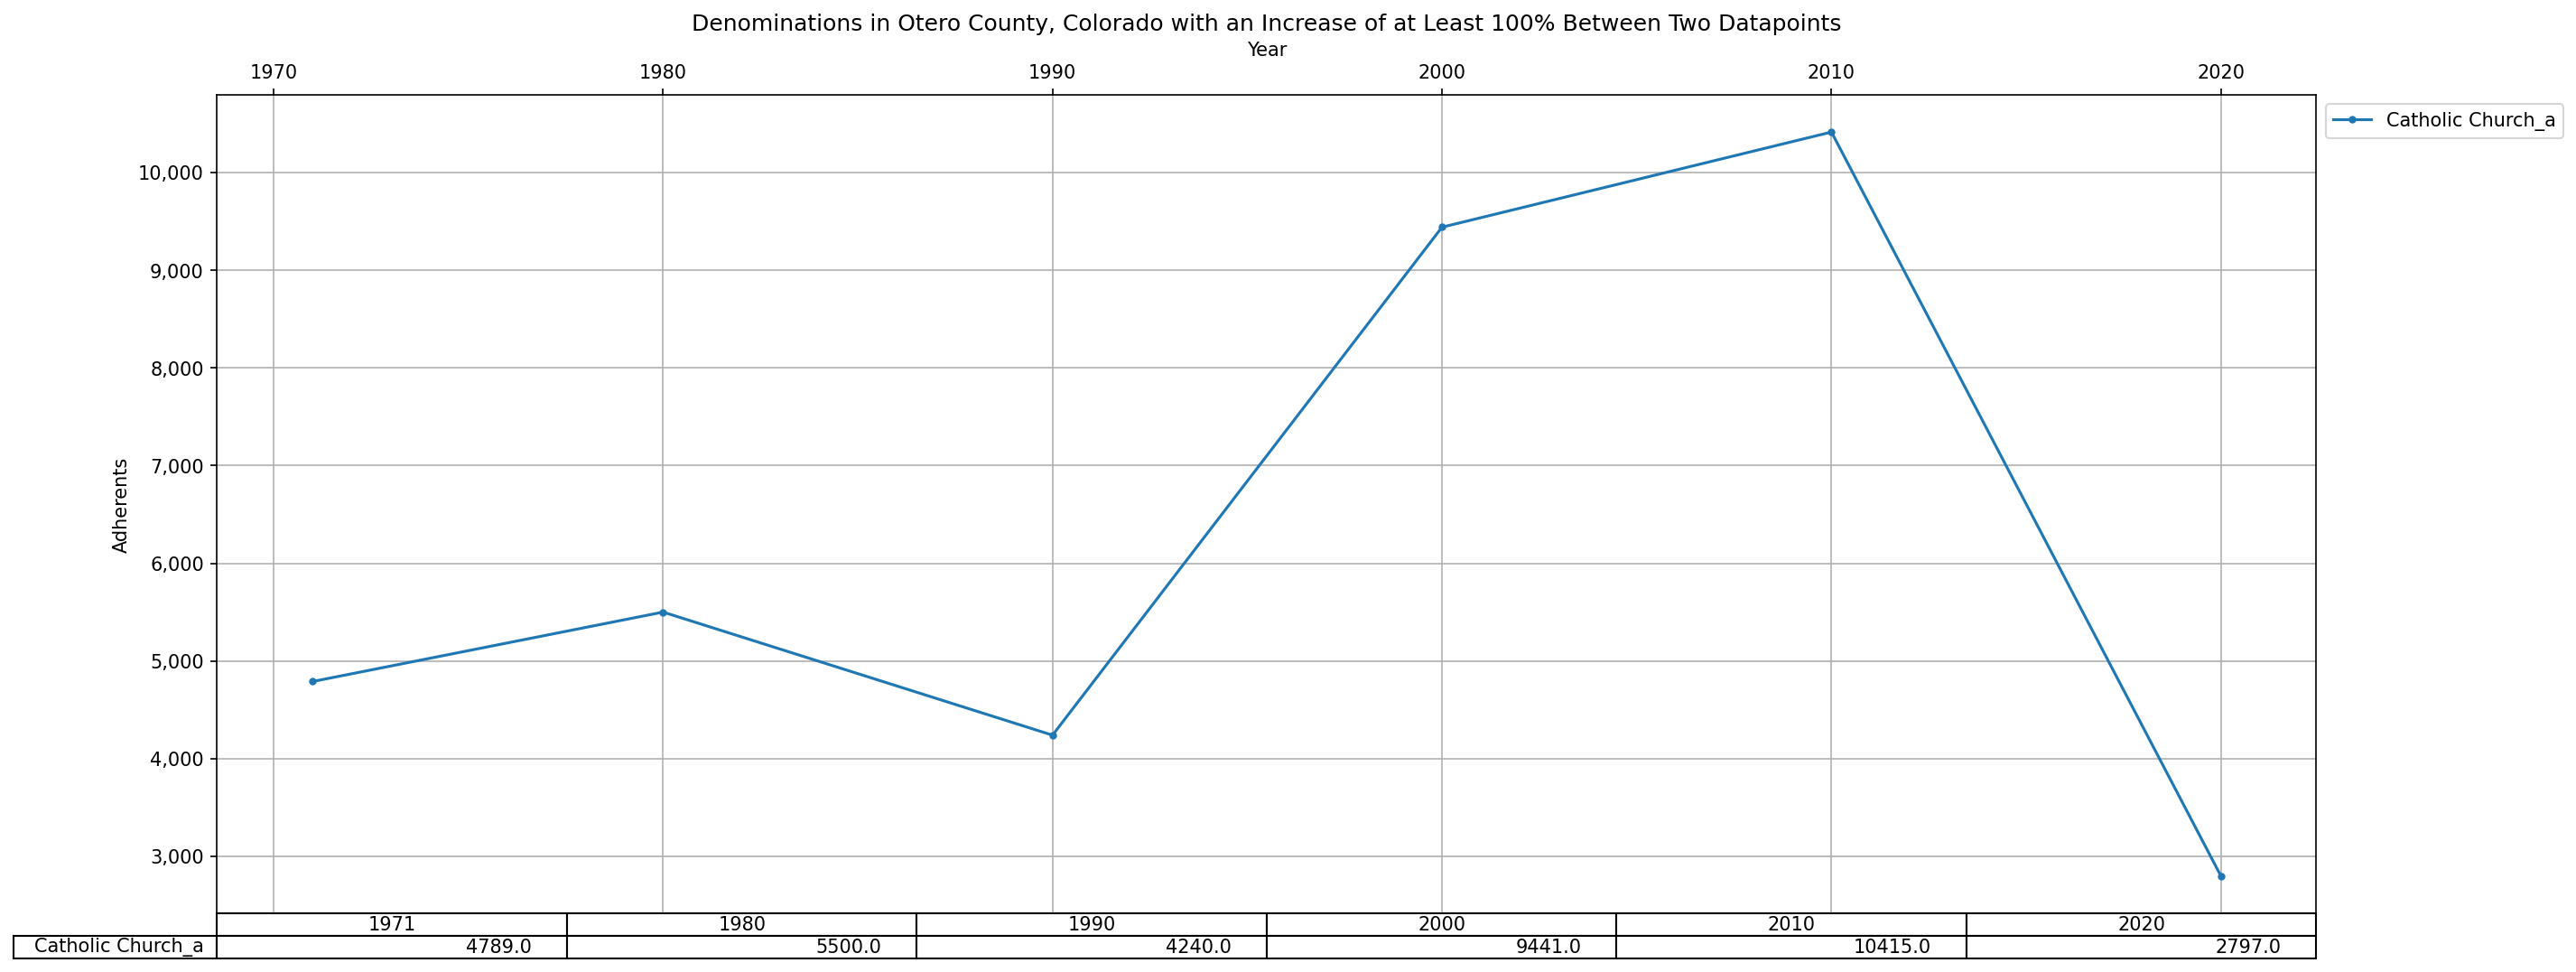 Denominations in Otero County, Colorado with an Increase of at Least 100% Between Two Datapoints
Year
1970 1980 1990 2000 2010 2020
Catholic Church_a
10,000
9,000
8,000
7,000
6,000
5,000
4,000
3,000
Adherents
1971 1980 1990 2000 2010 2020
Catholic Church_a 4789.0 5500.0 4240.0 9441.0 10415.0 2797.0